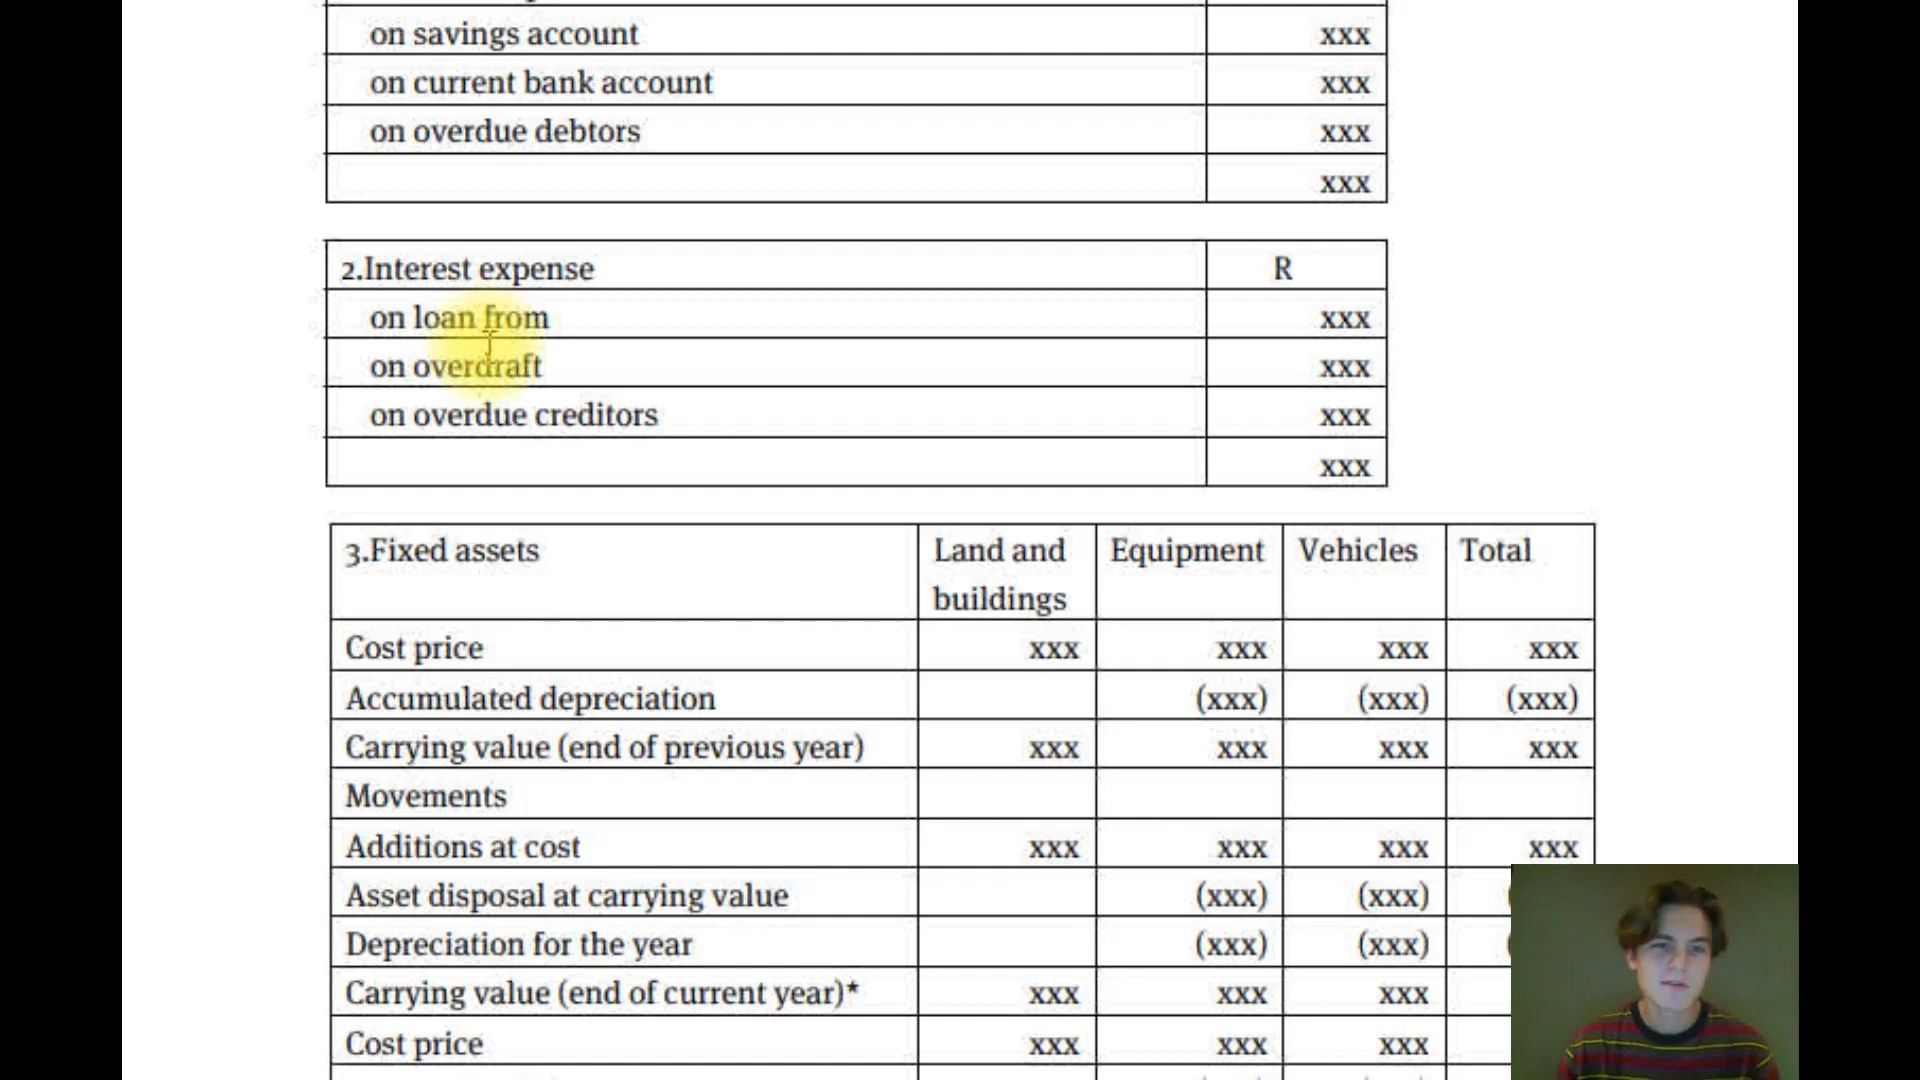 on savings account xxx
on current bank account xxx
on overdue debtors xxx
xxx
2.Interest expense R
on loan from xxx
on overdraft xxx
on overdue creditors xxx
xxx
3.Fixed assets Land and buildings Equipment Vehicles Total
Cost price xxx xxx xxx xxx
Accumulated depreciation (xxx) (xxx) (xxx)
Carrying value (end of previous year) xxx xxx xxx xxx
Movements
Additions at cost xxx xxx xxx xxx
Asset disposal at carrying value (xxx) (xxx) (
Depreciation for the year (xxx) (xxx) (
Carrying value (end of current year)* xxx xxx xxx
Cost price xxx xxx xxx